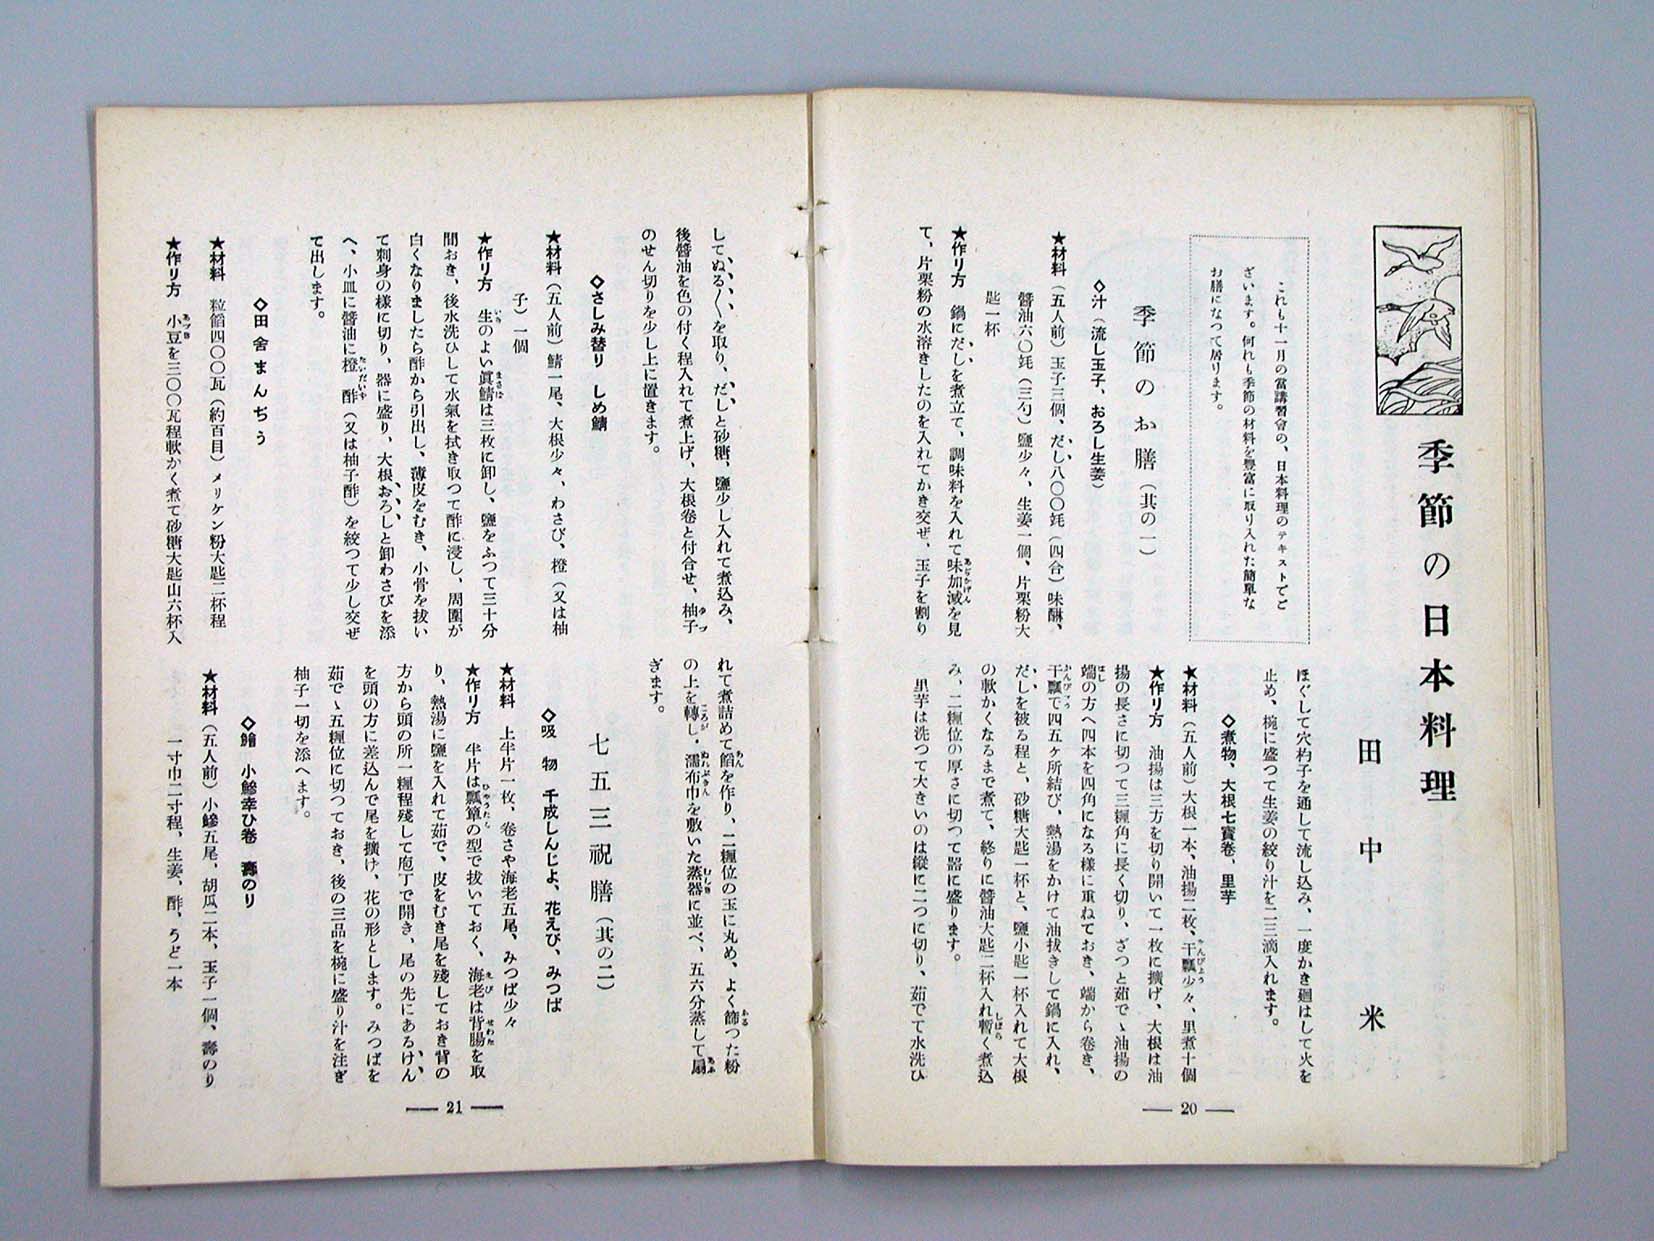 季節の日本料理
田中米
これも十一月の當講習會の、日本料理のテキストでご
ざいます。何れも季節の材料を豐富に取り入れた簡單な
お膳になつて居ります。
季節のお膳（其の一）
◇汁（流し玉子、おろし生姜）
★材料（五人前）玉子三個、だし八〇〇竓（四合）味醂、
醤油六〇竓（三勺）鹽少々、生姜一個、片栗粉大
匙一杯
★作り方　鍋にだしを煮立て、調味料を入れて味加減を見
て、片栗粉の水溶きしたのを入れてかき交ぜ、玉子を割り
ほぐして穴杓子を通して流し込み、一度かき廻はして火を
止め、椀に盛つて生姜の絞り汁を二三滴入れます。
◇煮物、大根七寳卷、里芋
★材料（五人前）大根一本、油揚二枚、干瓢少々、里煮十個
★作り方　油揚は三方を切り開いて一枚に擴げ、大根は油
揚の長さに切つて三糎角に長く切り、ざつと茹でゝ油揚の
端の方へ四本を四角になる樣に重ねておき、端から卷き、
干瓢で四五ヶ所結び、熱湯をかけて油拔きして鍋に入れ、
だしを被る程と、砂糖大匙一杯と、鹽小匙一杯入れて大根
の軟かくなるまで煮て、終りに醤油大匙二杯入れ暫く煮込
み、二糎位の厚さに切つて器に盛ります。
里芋は洗つて大きいのは縱に二つに切り、茹でて水洗ひ
— 20 —
してぬる〱を取り、だしと砂糖、鹽少し入れて煮込み、
後醤油を色の付く程入れて煮上げ、大根卷と付合せ、柚子
のせん切りを少し上に置きます。
◇さしみ替り　しめ鯖
★材料（五人前）鯖一尾、大根少々、わさび、橙（又は柚
子）一個
★作り方　生のよい眞鯖は三枚に卸し、鹽をふつて三十分
間おき、後水洗ひして水氣を拭き取つて酢に浸し、周圍が
白くなりましたら酢から引出し、薄皮をむき、小骨を拔い
て刺身の樣に切り、器に盛り、大根おろしと卸わさびを添
へ、小皿に醤油に橙酢（又は柚子酢）を絞つて少し交ぜ
て出します。
◇田舍まんぢう
★材料　粒餡四〇〇瓦（約百目）メリケン粉大匙二杯程
★作り方　小豆を三〇〇瓦程軟かく煮て砂糖大匙山六杯入
れて煮詰めて餡を作り、二糎位の玉に丸め、よく篩つた粉
の上を轉し、濡布巾を敷いた蒸器に並べ、五六分蒸して扇
ぎます。
七五三祝膳（其の二）
◇吸物　千成しんじよ、花えび、みつば
★材料　上半片一枚、卷さや海老五尾、みつば少々
★作り方　半片は瓢簞の型で拔いておく、海老は背腸を取
り、熱湯に鹽を入れて茹で、皮をむき尾を殘しておき背の
方から頭の所一糎程殘して庖丁で開き、尾の先にあるけん
を頭の方に差込んで尾を擴げ、花の形とします。みつばを
茹でゝ五糎位に切つておき、後の三品を椀に盛り汁を注ぎ
柚子一切を添へます。
◇鱠　小鰺幸ひ卷　壽のり
★材料（五人前）小鰺五尾、胡瓜二本、玉子一個、壽のり
一寸巾二寸程、生姜、酢、うど一本
— 21 —